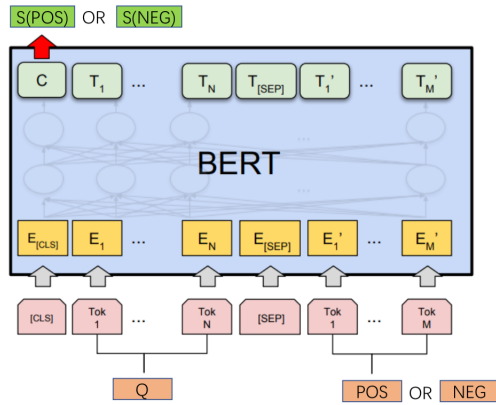 S(POS) OR S(NEG)
C T1 ... TN T[SEP] T1' ... TM'
...
BERT
...
E[CLS] E1 ... EN E[SEP] E1' ... EM'
[CLS] Tok 1 ... Tok N [SEP] Tok 1 ... Tok M
Q POS OR NEG